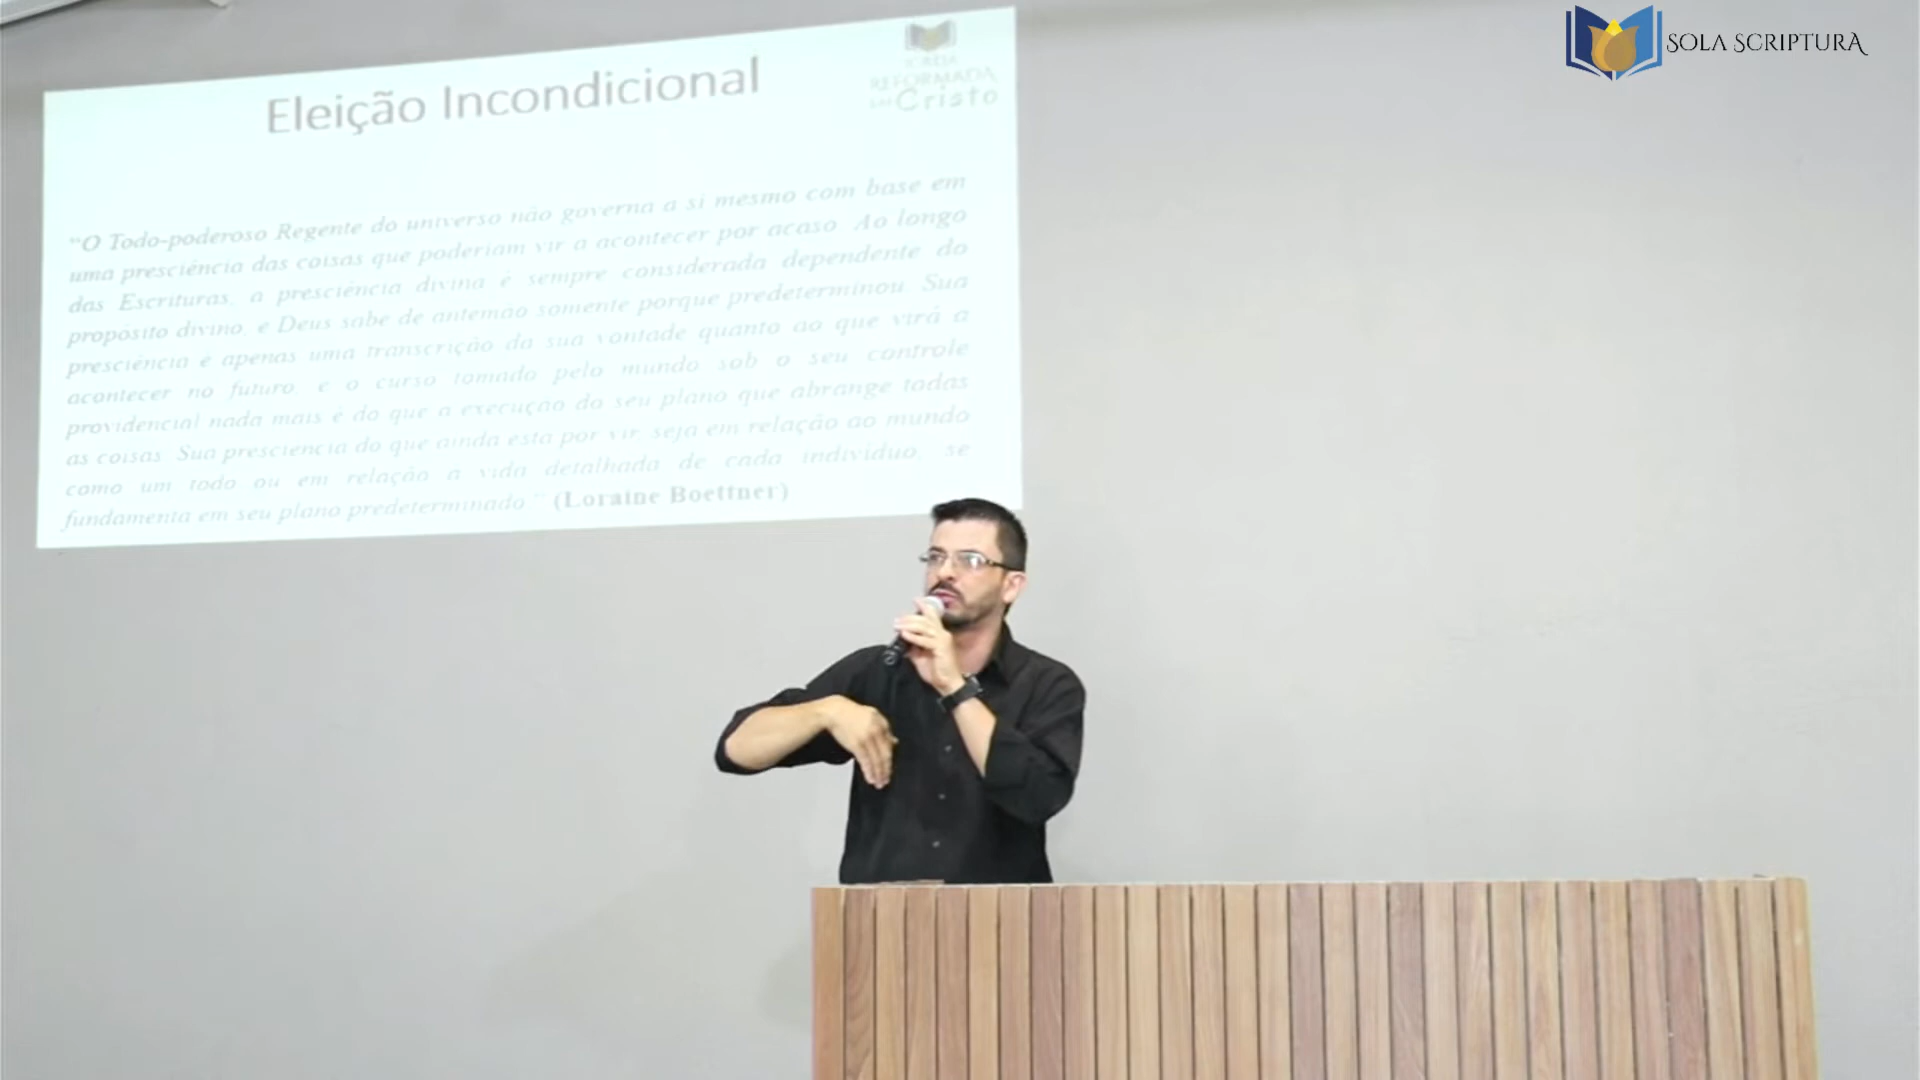 SOLA SCRIPTURA
REFORMADA
em Cristo
Eleição Incondicional
"O Todo-poderoso Regente do universo não governa a si mesmo com base em
uma presciência das coisas que poderiam vir a acontecer por acaso. Ao longo
das Escrituras, a presciência divina é sempre considerada dependente do
propósito divino, e Deus sabe de antemão somente porque predeterminou. Sua
presciência é apenas uma transcrição da sua vontade quanto ao que virá a
acontecer no futuro, e o curso tomado pelo mundo sob o seu controle
providencial nada mais é do que a execução do seu plano que abrange todas
as coisas. Sua presciência do que ainda está por vir, seja em relação ao mundo
como um todo ou em relação a vida detalhada de cada indivíduo, se
fundamenta em seu plano predeterminado." (Loraine Boettner)